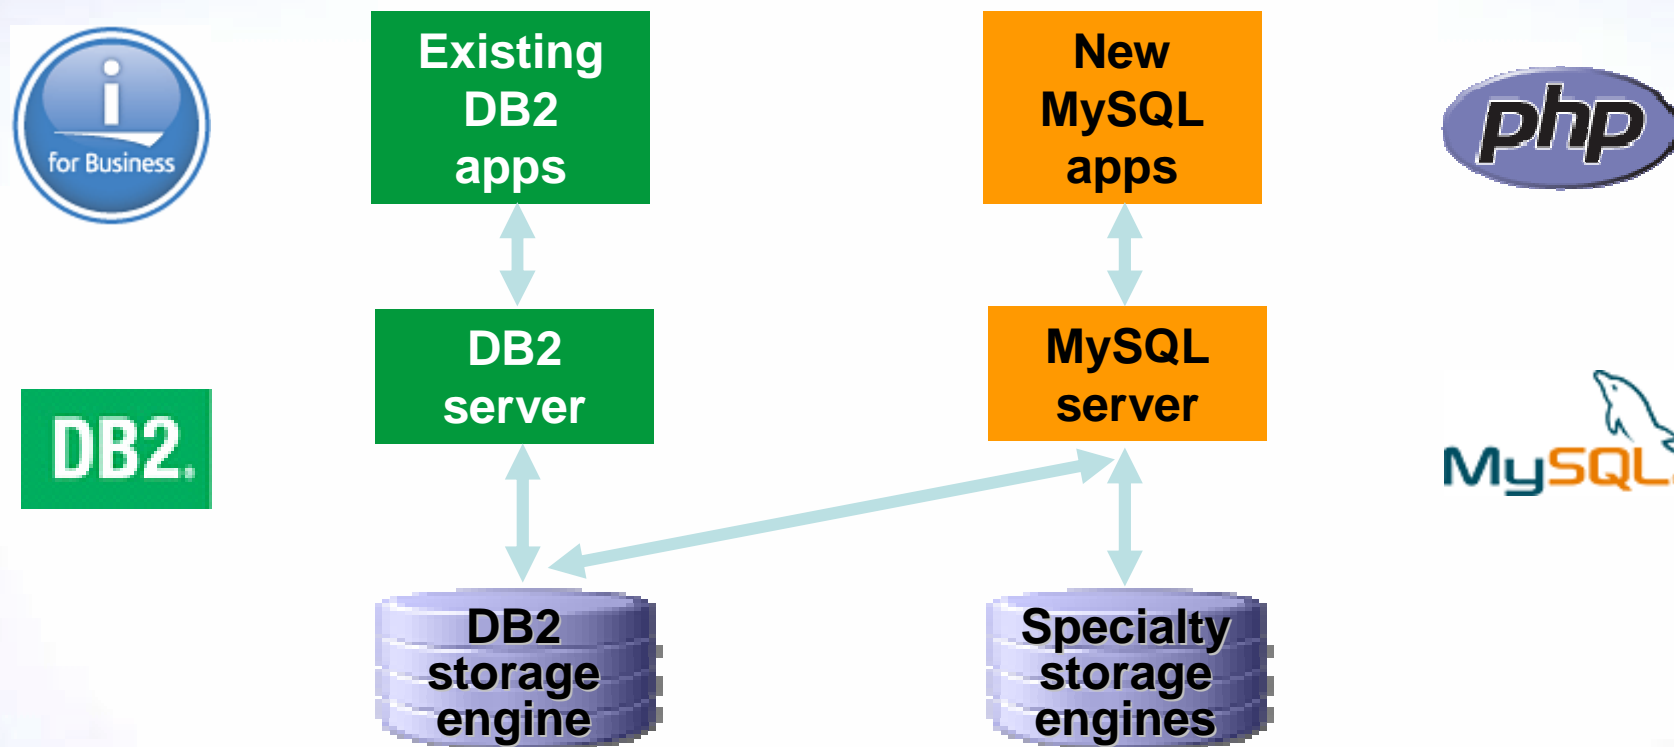 i
for Business
Existing
DB2
apps
New
MySQL
apps
php
DB2
server
MySQL
server
DB2.
MySQL
DB2
storage
engine
Specialty
storage
engines